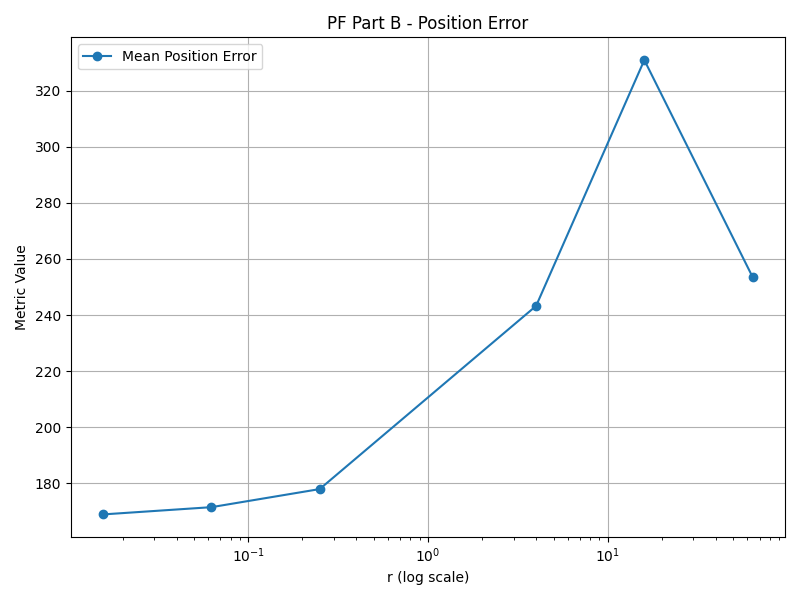 PF Part B - Position Error
Mean Position Error
Metric Value
320
300
280
260
240
220
200
180
10⁻¹
10⁰
10¹
r (log scale)